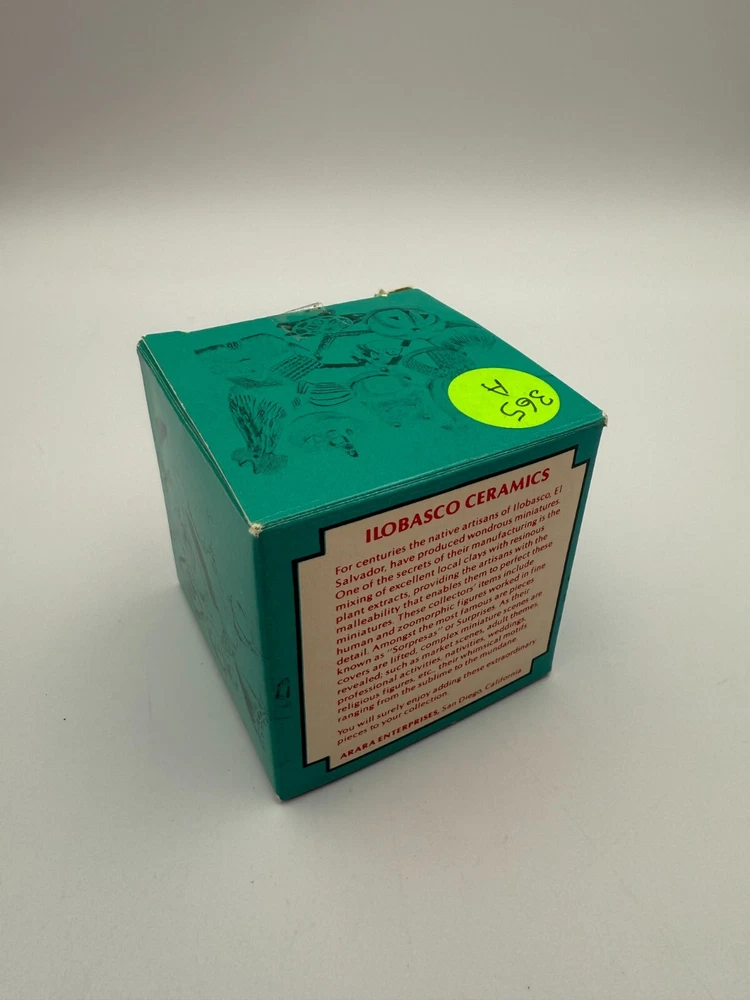 365
A
ILOBASCO CERAMICS
For centuries the native artisans of Ilobasco, El
Salvador, have produced wondrous miniatures.
One of the secrets of their manufacturing is the
mixing of excellent local clays with resinous
plant extracts, providing the artisans with the
malleability that enables them to perfect these
miniatures. These collectors' items include
human and zoomorphic figures worked in fine
detail. Amongst the most famous are pieces
known as "Sorpresas" or Surprises. At their
covers are lifted, complex miniature scenes are
revealed; such as market scenes, adult themes,
professional activities, nativities, weddings,
religious figures, etc., their whimsical motifs
ranging from the sublime to the mundane.
You will surely enjoy adding these extraordinary
pieces to your collection.
ARARA ENTERPRISES, San Diego, California